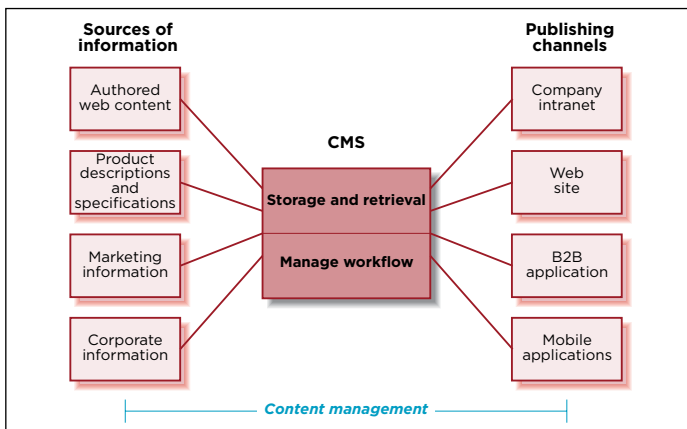 Sources of
information
Authored
web content
Product
descriptions
and
specifications
Marketing
information
Corporate
information
CMS
Storage and retrieval
Manage workflow
Publishing
channels
Company
intranet
Web
site
B2B
application
Mobile
applications
Content management